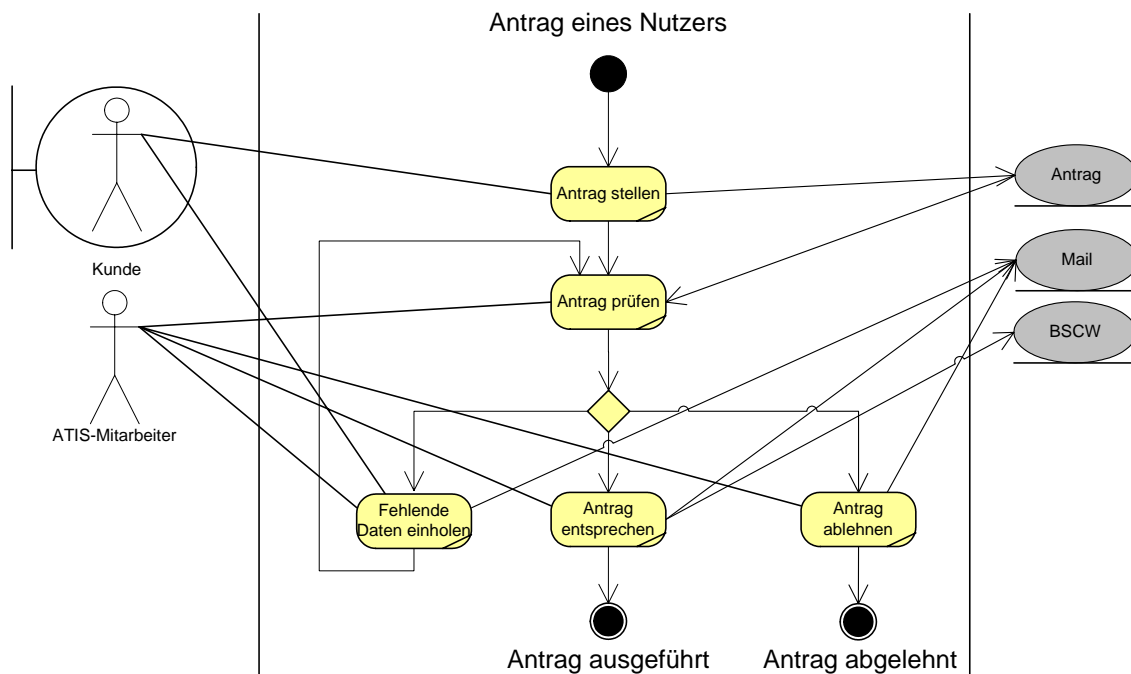 Antrag eines Nutzers
Kunde
ATIS-Mitarbeiter
Antrag stellen
Antrag prüfen
Fehlende
Daten einholen
Antrag
entsprechen
Antrag
ablehnen
Antrag ausgeführt
Antrag abgelehnt
Antrag
Mail
BSCW